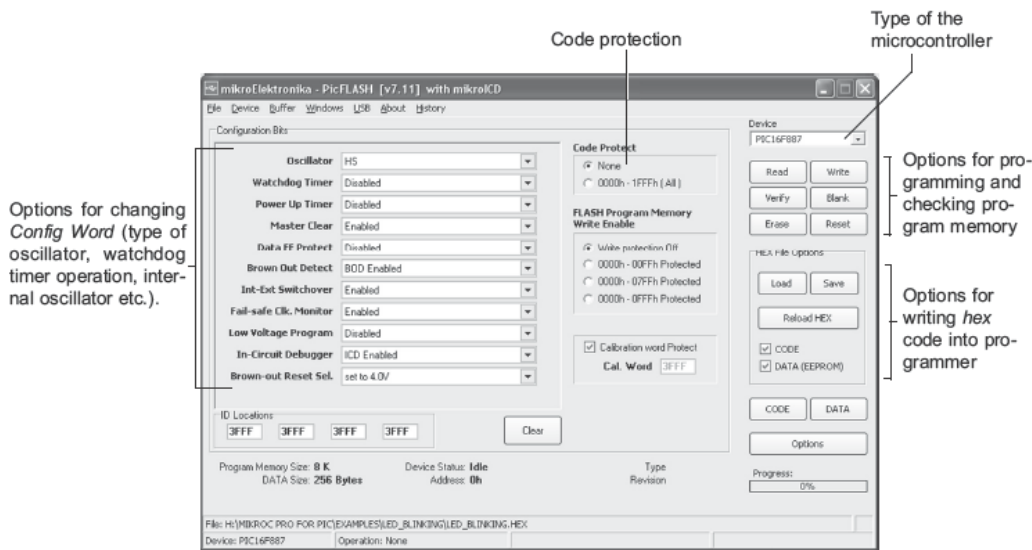 Code protection
Type of the
microcontroller
mikroElektronika - PicFLASH [v7.11] with mikroICD
File Device Buffer Windows USB About History
Configuration Bits
Oscillator HS
Watchdog Timer Disabled
Power Up Timer Disabled
Master Clear Enabled
Data EE Protect Disabled
Brown Out Detect BOD Enabled
Int-Ext Switchover Enabled
Fail-safe Clk. Monitor Enabled
Low Voltage Program Disabled
In-Circuit Debugger ICD Enabled
Brown-out Reset Sel. set to 4.0V
Options for changing
Config Word (type of
oscillator, watchdog
timer operation, inter-
nal oscillator etc.).
ID Locations
3FFF 3FFF 3FFF 3FFF
Clear
Code Protect
None
0000h - 1FFFh ( All )
FLASH Program Memory
Write Enable
Write protection Off
0000h - 00FFh Protected
0000h - 07FFh Protected
0000h - 0FFFh Protected
Calibration word Protect
Cal. Word 3FFF
Device
PIC16F887
Read Write
Verify Blank
Erase Reset
Options for pro-
gramming and
checking pro-
gram memory
HEX File Options
Load Save
Reload HEX
CODE
DATA (EEPROM)
Options for
writing hex
code into pro-
grammer
CODE DATA
Options
Progress:
0%
Program Memory Size: 8 K Device Status: Idle Type
DATA Size: 256 Bytes Address: 0h Revision
File: H:\MIKROC PRO FOR PIC\EXAMPLES\LED_BLINKING\LED_BLINKING.HEX
Device: PIC16F887 Operation: None